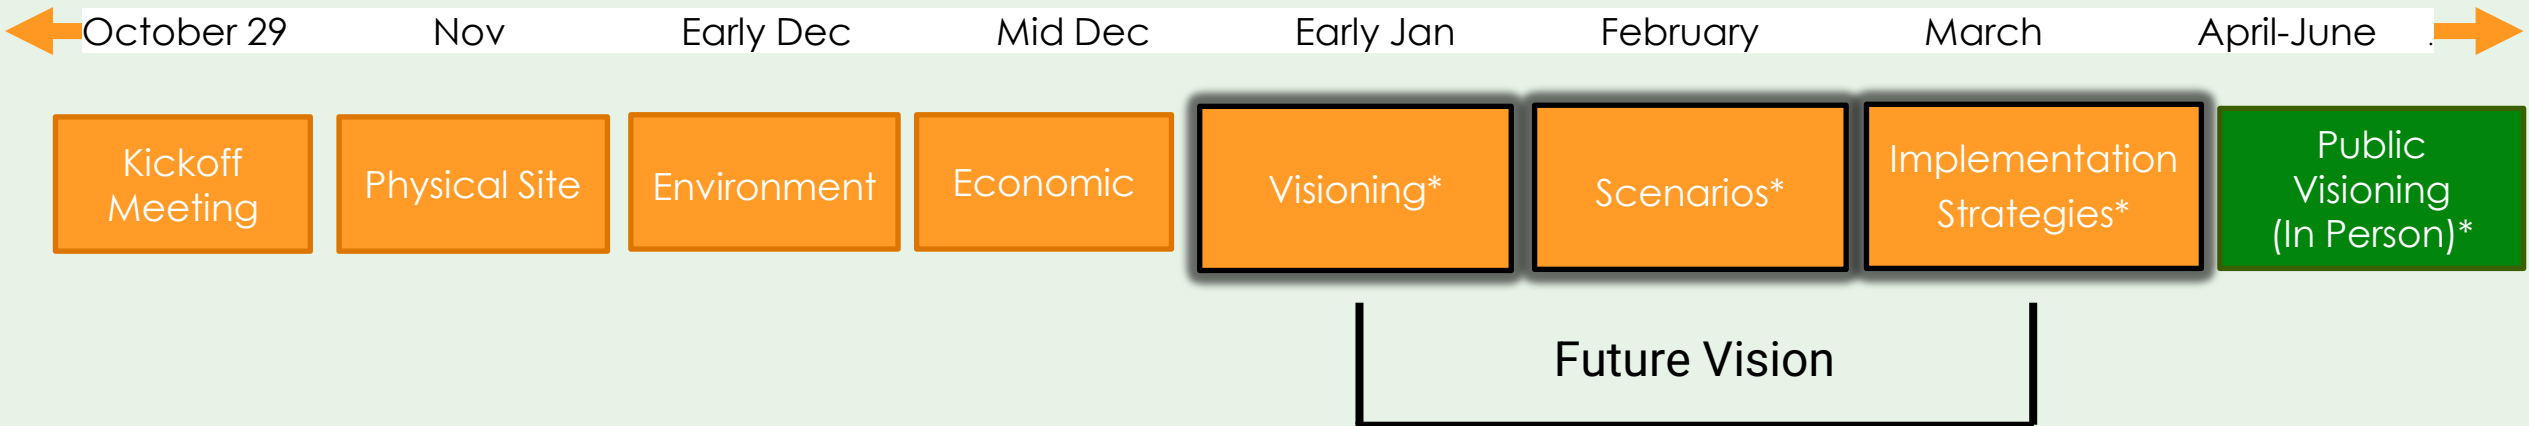 October 29 Nov Early Dec Mid Dec Early Jan February March April-June .
Kickoff
Meeting
Physical Site
Environment
Economic
Visioning*
Scenarios*
Implementation
Strategies*
Public
Visioning
(In Person)*
Future Vision